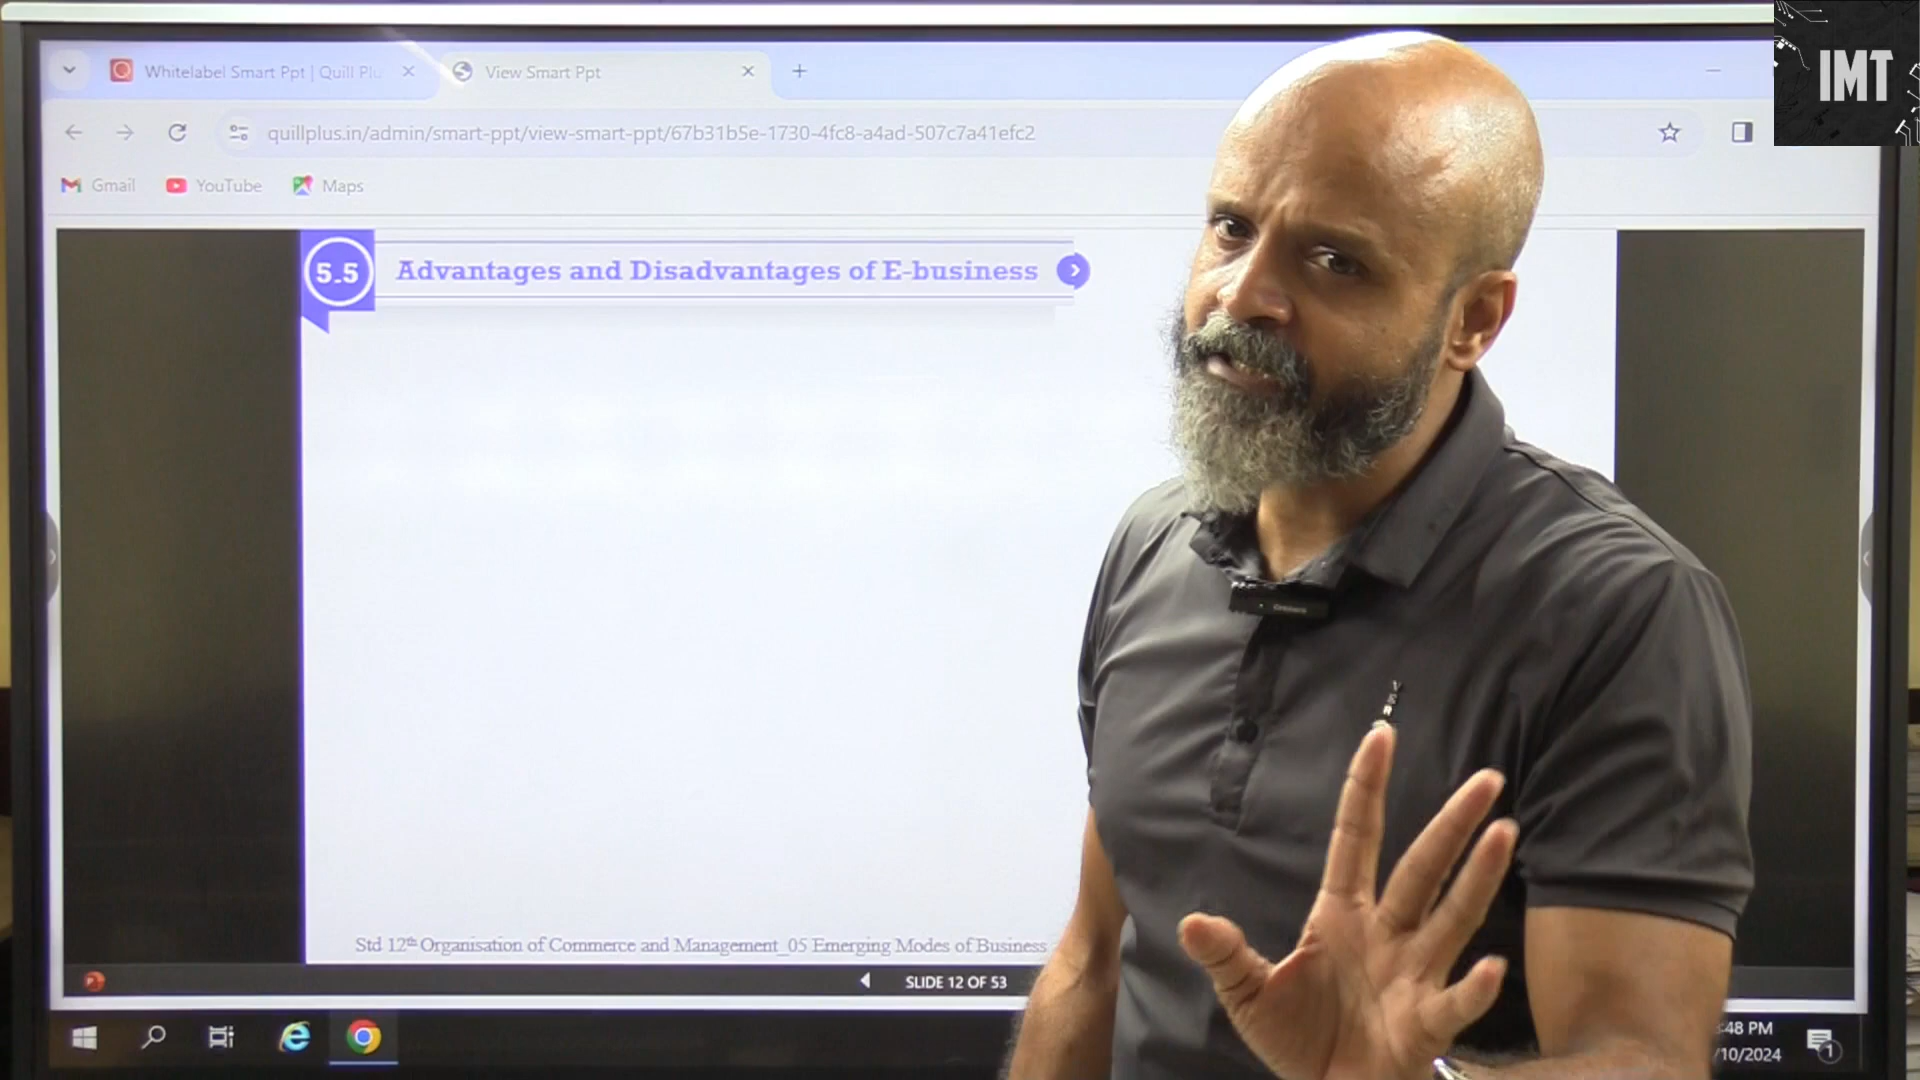 IMT
Whitelabel Smart Ppt | Quill Plu
View Smart Ppt
quillplus.in/admin/smart-ppt/view-smart-ppt/67b31b5e-1730-4fc8-a4ad-507c7a41efc2
Gmail YouTube Maps
5.5 Advantages and Disadvantages of E-business
Std 12th Organisation of Commerce and Management_05 Emerging Modes of Business
SLIDE 12 OF 53
:48 PM
/10/2024
1